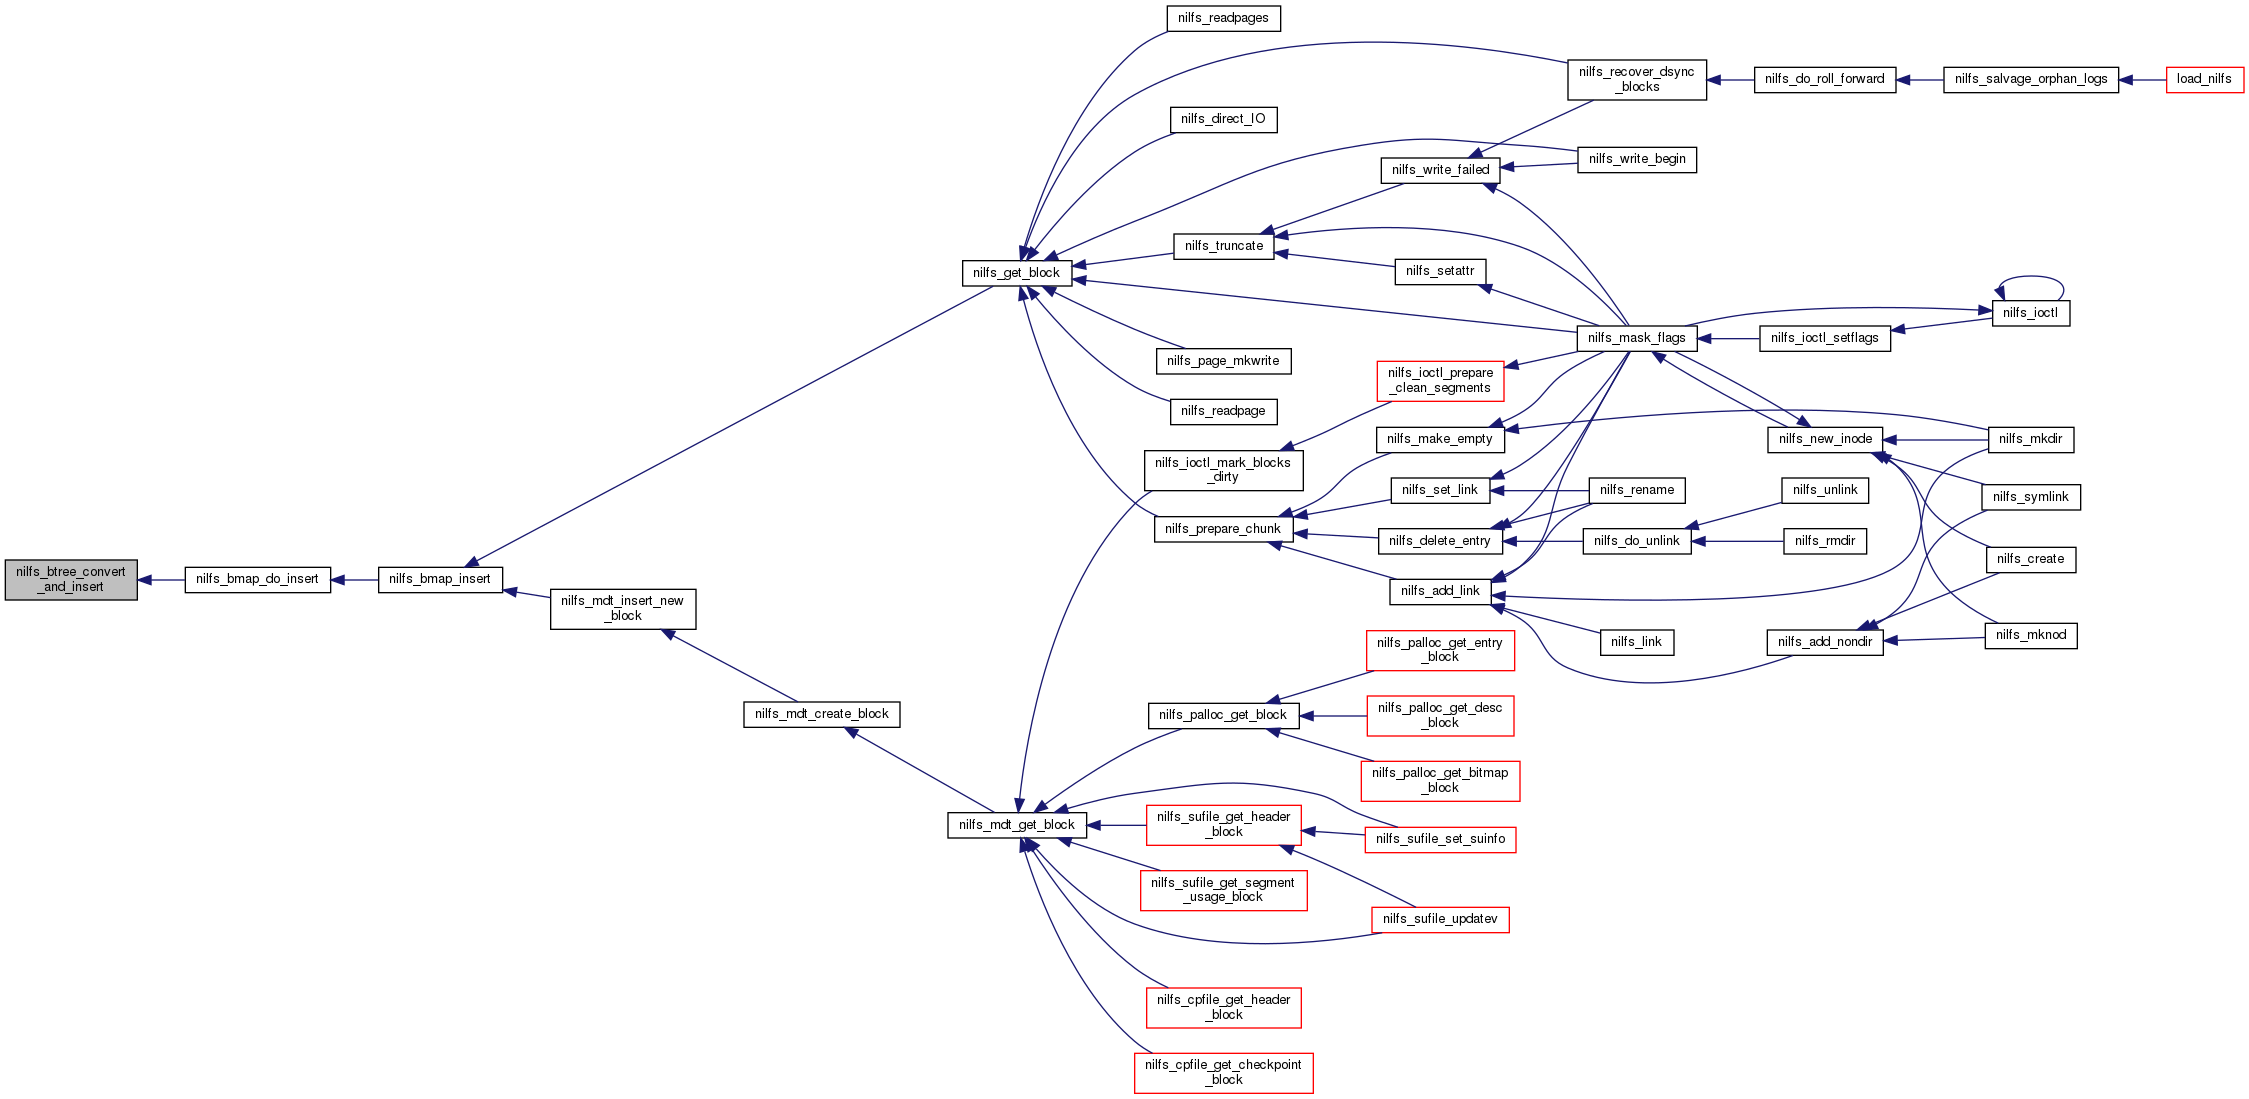 nilfs_readpages
nilfs_recover_dsync
_blocks
nilfs_do_roll_forward
nilfs_salvage_orphan_logs
load_nilfs
nilfs_direct_IO
nilfs_write_failed
nilfs_write_begin
nilfs_truncate
nilfs_get_block
nilfs_setattr
nilfs_ioctl
nilfs_mask_flags
nilfs_ioctl_setflags
nilfs_page_mkwrite
nilfs_ioctl_prepare
_clean_segments
nilfs_readpage
nilfs_make_empty
nilfs_new_inode
nilfs_mkdir
nilfs_ioctl_mark_blocks
_dirty
nilfs_set_link
nilfs_rename
nilfs_unlink
nilfs_symlink
nilfs_prepare_chunk
nilfs_delete_entry
nilfs_do_unlink
nilfs_rmdir
nilfs_create
nilfs_btree_convert
_and_insert
nilfs_bmap_do_insert
nilfs_bmap_insert
nilfs_mdt_insert_new
_block
nilfs_add_link
nilfs_link
nilfs_add_nondir
nilfs_mknod
nilfs_palloc_get_entry
_block
nilfs_mdt_create_block
nilfs_palloc_get_block
nilfs_palloc_get_desc
_block
nilfs_palloc_get_bitmap
_block
nilfs_mdt_get_block
nilfs_sufile_get_header
_block
nilfs_sufile_set_suinfo
nilfs_sufile_get_segment
_usage_block
nilfs_sufile_updatev
nilfs_cpfile_get_header
_block
nilfs_cpfile_get_checkpoint
_block